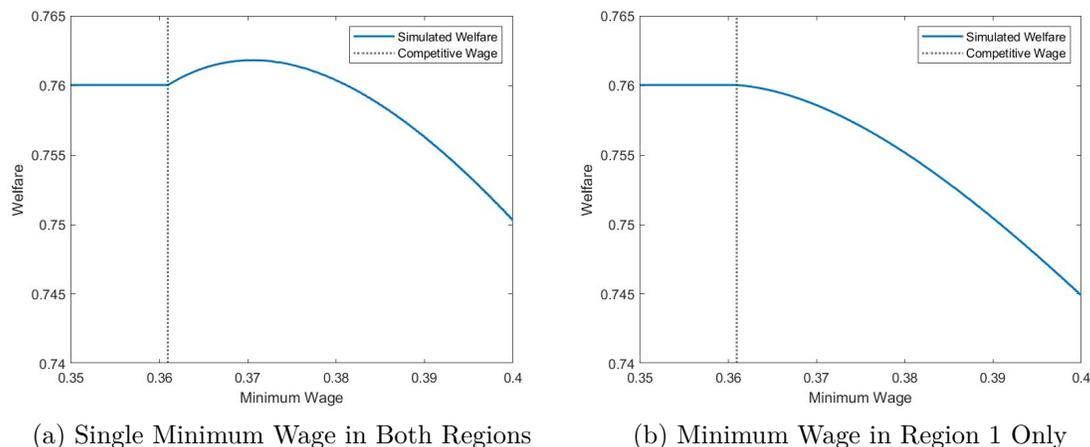 0.765
0.76
0.755
0.75
0.745
0.74
Welfare
0.35 0.36 0.37 0.38 0.39 0.4
Minimum Wage
Simulated Welfare
Competitive Wage
(a) Single Minimum Wage in Both Regions
0.765
0.76
0.755
0.75
0.745
0.74
Welfare
0.35 0.36 0.37 0.38 0.39 0.4
Minimum Wage
Simulated Welfare
Competitive Wage
(b) Minimum Wage in Region 1 Only